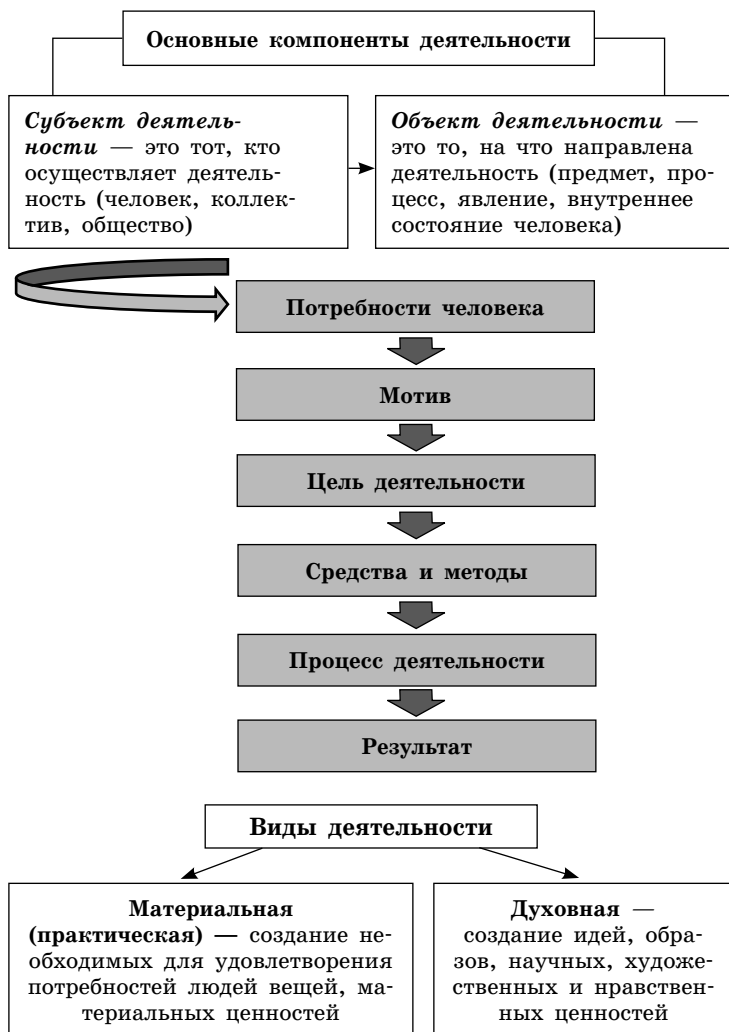 Основные компоненты деятельности
Субъект деятель-
ности — это тот, кто
осуществляет деятель-
ность (человек, коллек-
тив, общество)
Объект деятельности —
это то, на что направлена
деятельность (предмет, про-
цесс, явление, внутреннее
состояние человека)
Потребности человека
Мотив
Цель деятельности
Средства и методы
Процесс деятельности
Результат
Виды деятельности
Материальная
(практическая) — создание не-
обходимых для удовлетворения
потребностей людей вещей, ма-
териальных ценностей
Духовная —
создание идей, обра-
зов, научных, художе-
ственных и нравствен-
ных ценностей